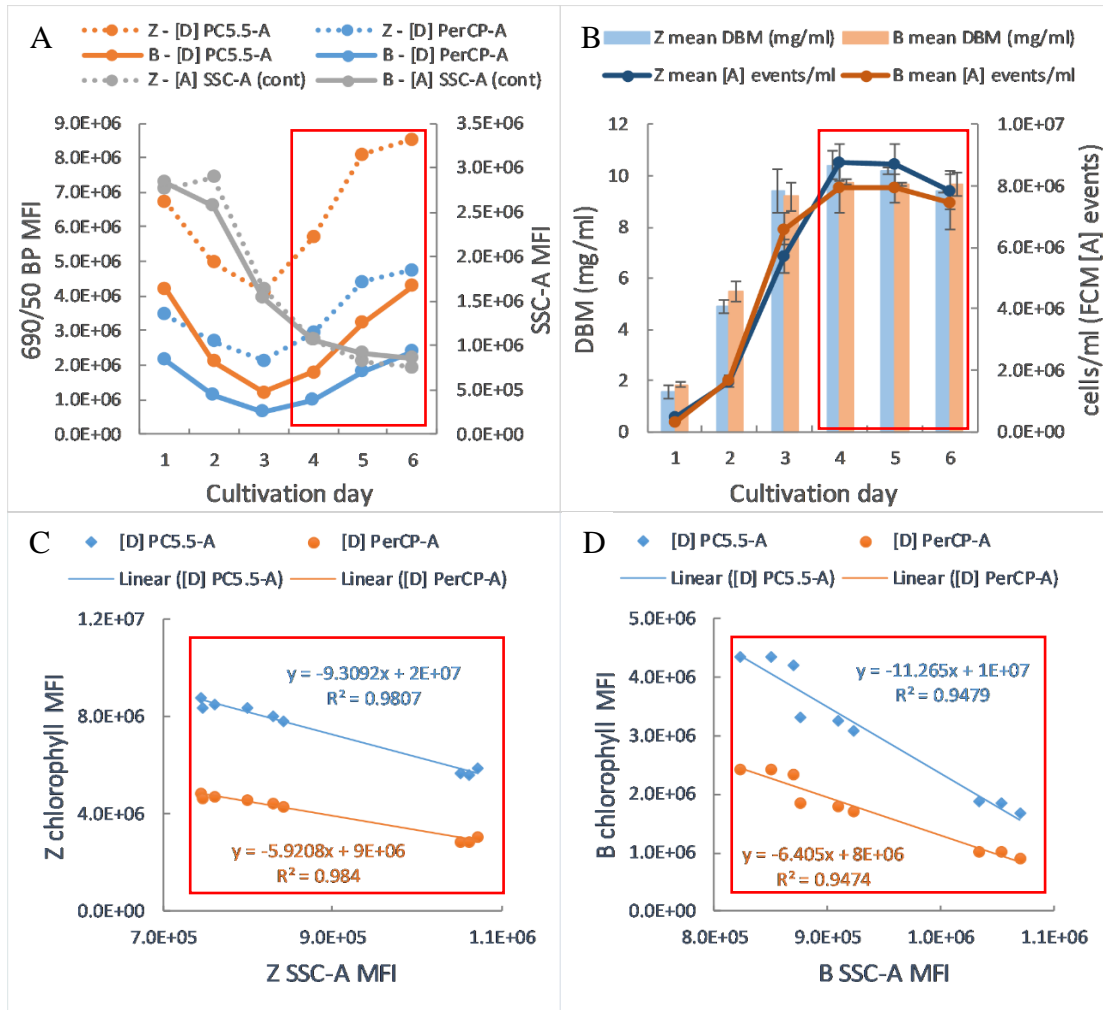 A
Z - [D] PC5.5-A
Z - [D] PerCP-A
B - [D] PC5.5-A
B - [D] PerCP-A
Z - [A] SSC-A (cont)
B - [A] SSC-A (cont)
690/50 BP MFI
9.0E+06
8.0E+06
7.0E+06
6.0E+06
5.0E+06
4.0E+06
3.0E+06
2.0E+06
1.0E+06
0.0E+00
3.5E+06
3.0E+06
2.5E+06
2.0E+06
1.5E+06
1.0E+06
5.0E+05
0.0E+00
SSC-A MFI
1 2 3 4 5 6
Cultivation day
B
Z mean DBM (mg/ml)
B mean DBM (mg/ml)
Z mean [A] events/ml
B mean [A] events/ml
DBM (mg/ml)
12
10
8
6
4
2
0
1.0E+07
8.0E+06
6.0E+06
4.0E+06
2.0E+06
0.0E+00
cells/ml (FCM [A] events)
1 2 3 4 5 6
Cultivation day
C
[D] PC5.5-A
[D] PerCP-A
Linear ([D] PC5.5-A)
Linear ([D] PerCP-A)
Z chlorophyll MFI
1.2E+07
8.0E+06
4.0E+06
0.0E+00
y = -9.3092x + 2E+07
R² = 0.9807
y = -5.9208x + 9E+06
R² = 0.984
7.0E+05 9.0E+05 1.1E+06
Z SSC-A MFI
D
[D] PC5.5-A
[D] PerCP-A
Linear ([D] PC5.5-A)
Linear ([D] PerCP-A)
B chlorophyll MFI
5.0E+06
4.0E+06
3.0E+06
2.0E+06
1.0E+06
0.0E+00
y = -11.265x + 1E+07
R² = 0.9479
y = -6.405x + 8E+06
R² = 0.9474
8.0E+05 9.0E+05 1.0E+06 1.1E+06
B SSC-A MFI